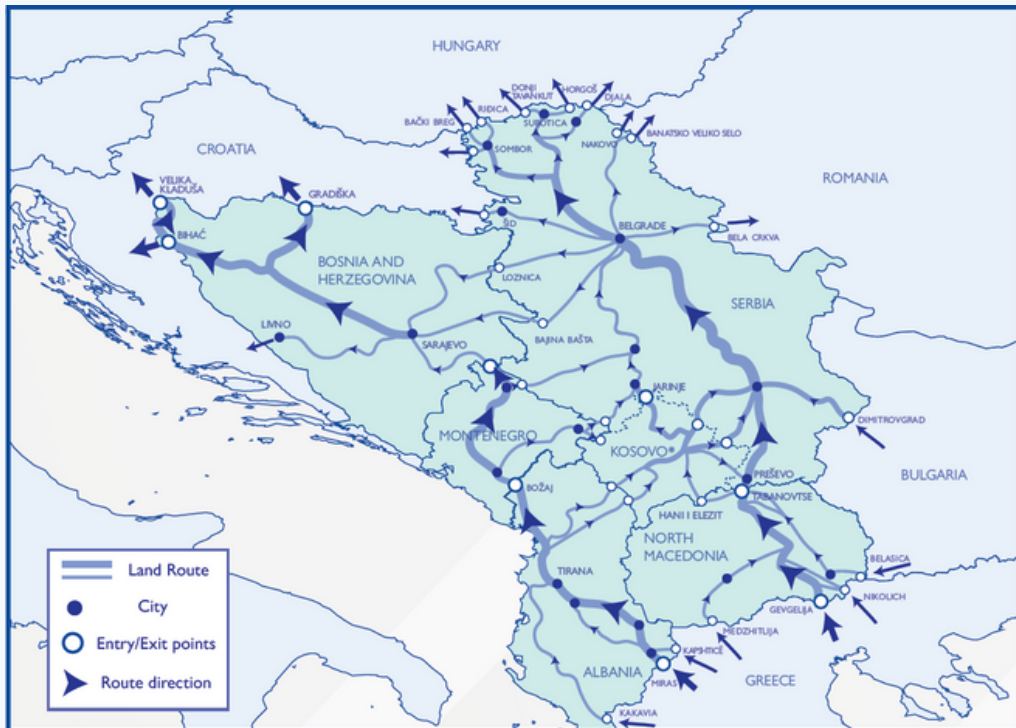 HUNGARY
DONJI
TAVANKUT
HORGOŠ
DJALA
RIĐICA
BAČKI BREG
SUBOTICA
NAKOVO
BANATSKO VELIKO SELO
SOMBOR
CROATIA
ROMANIA
VELIKA
KLADUŠA
GRADIŠKA
ŠID
BELGRADE
BELA CRKVA
BIHAĆ
BOSNIA AND
HERZEGOVINA
LOZNICA
SERBIA
LIVNO
SARAJEVO
BAJINA BAŠTA
JARINJE
DIMITROVGRAD
MONTENEGRO
KOSOVO*
BULGARIA
BOŽAJ
PREŠEVO
TABANOVTSE
HANI I ELEZIT
NORTH
MACEDONIA
BELASICA
TIRANA
NIKOLICH
GEVGELIJA
MEDZHITLIJA
KAPSHTICË
ALBANIA
MIRAS
GREECE
KAKAVIA
Land Route
City
Entry/Exit points
Route direction